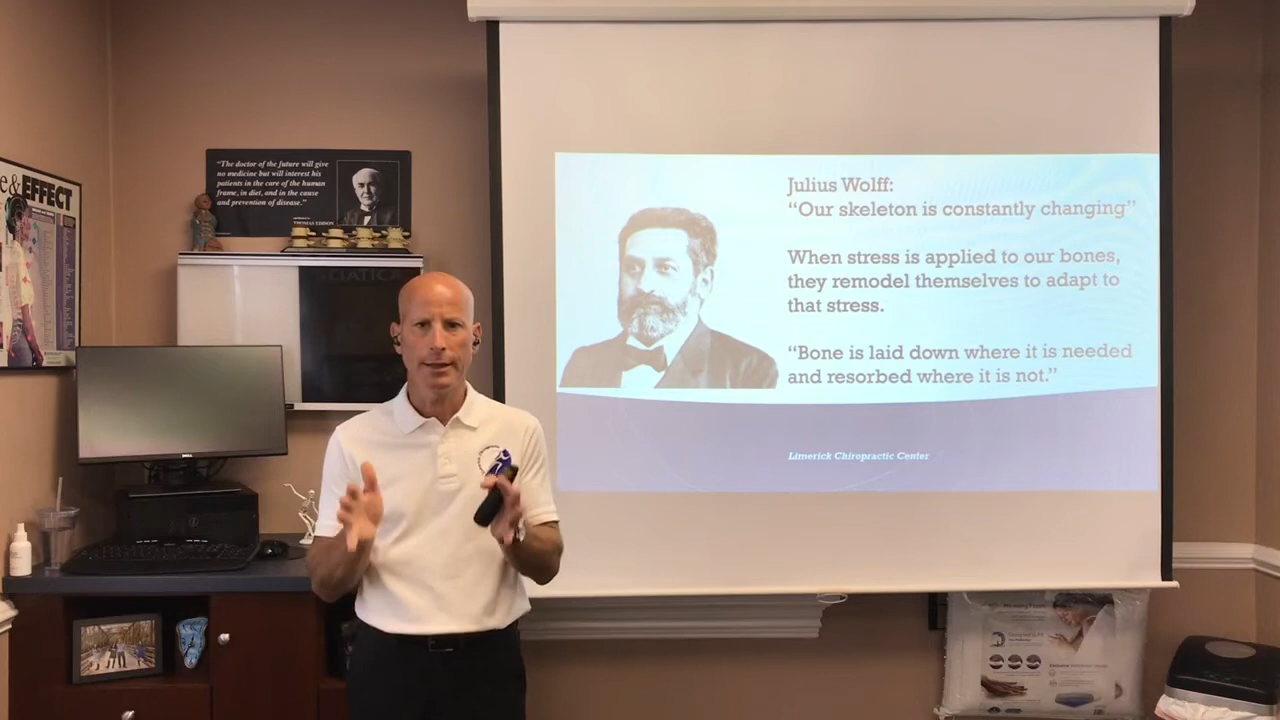 & EFFECT
"The doctor of the future will give
no medicine but will interest his
patients in the care of the human
frame, in diet, and in the cause
and prevention of disease."
THOMAS EDISON
SCIATICA
DELL
Julius Wolff:
"Our skeleton is constantly changing"
When stress is applied to our bones,
they remodel themselves to adapt to
that stress.
"Bone is laid down where it is needed
and resorbed where it is not."
Limerick Chiropractic Center